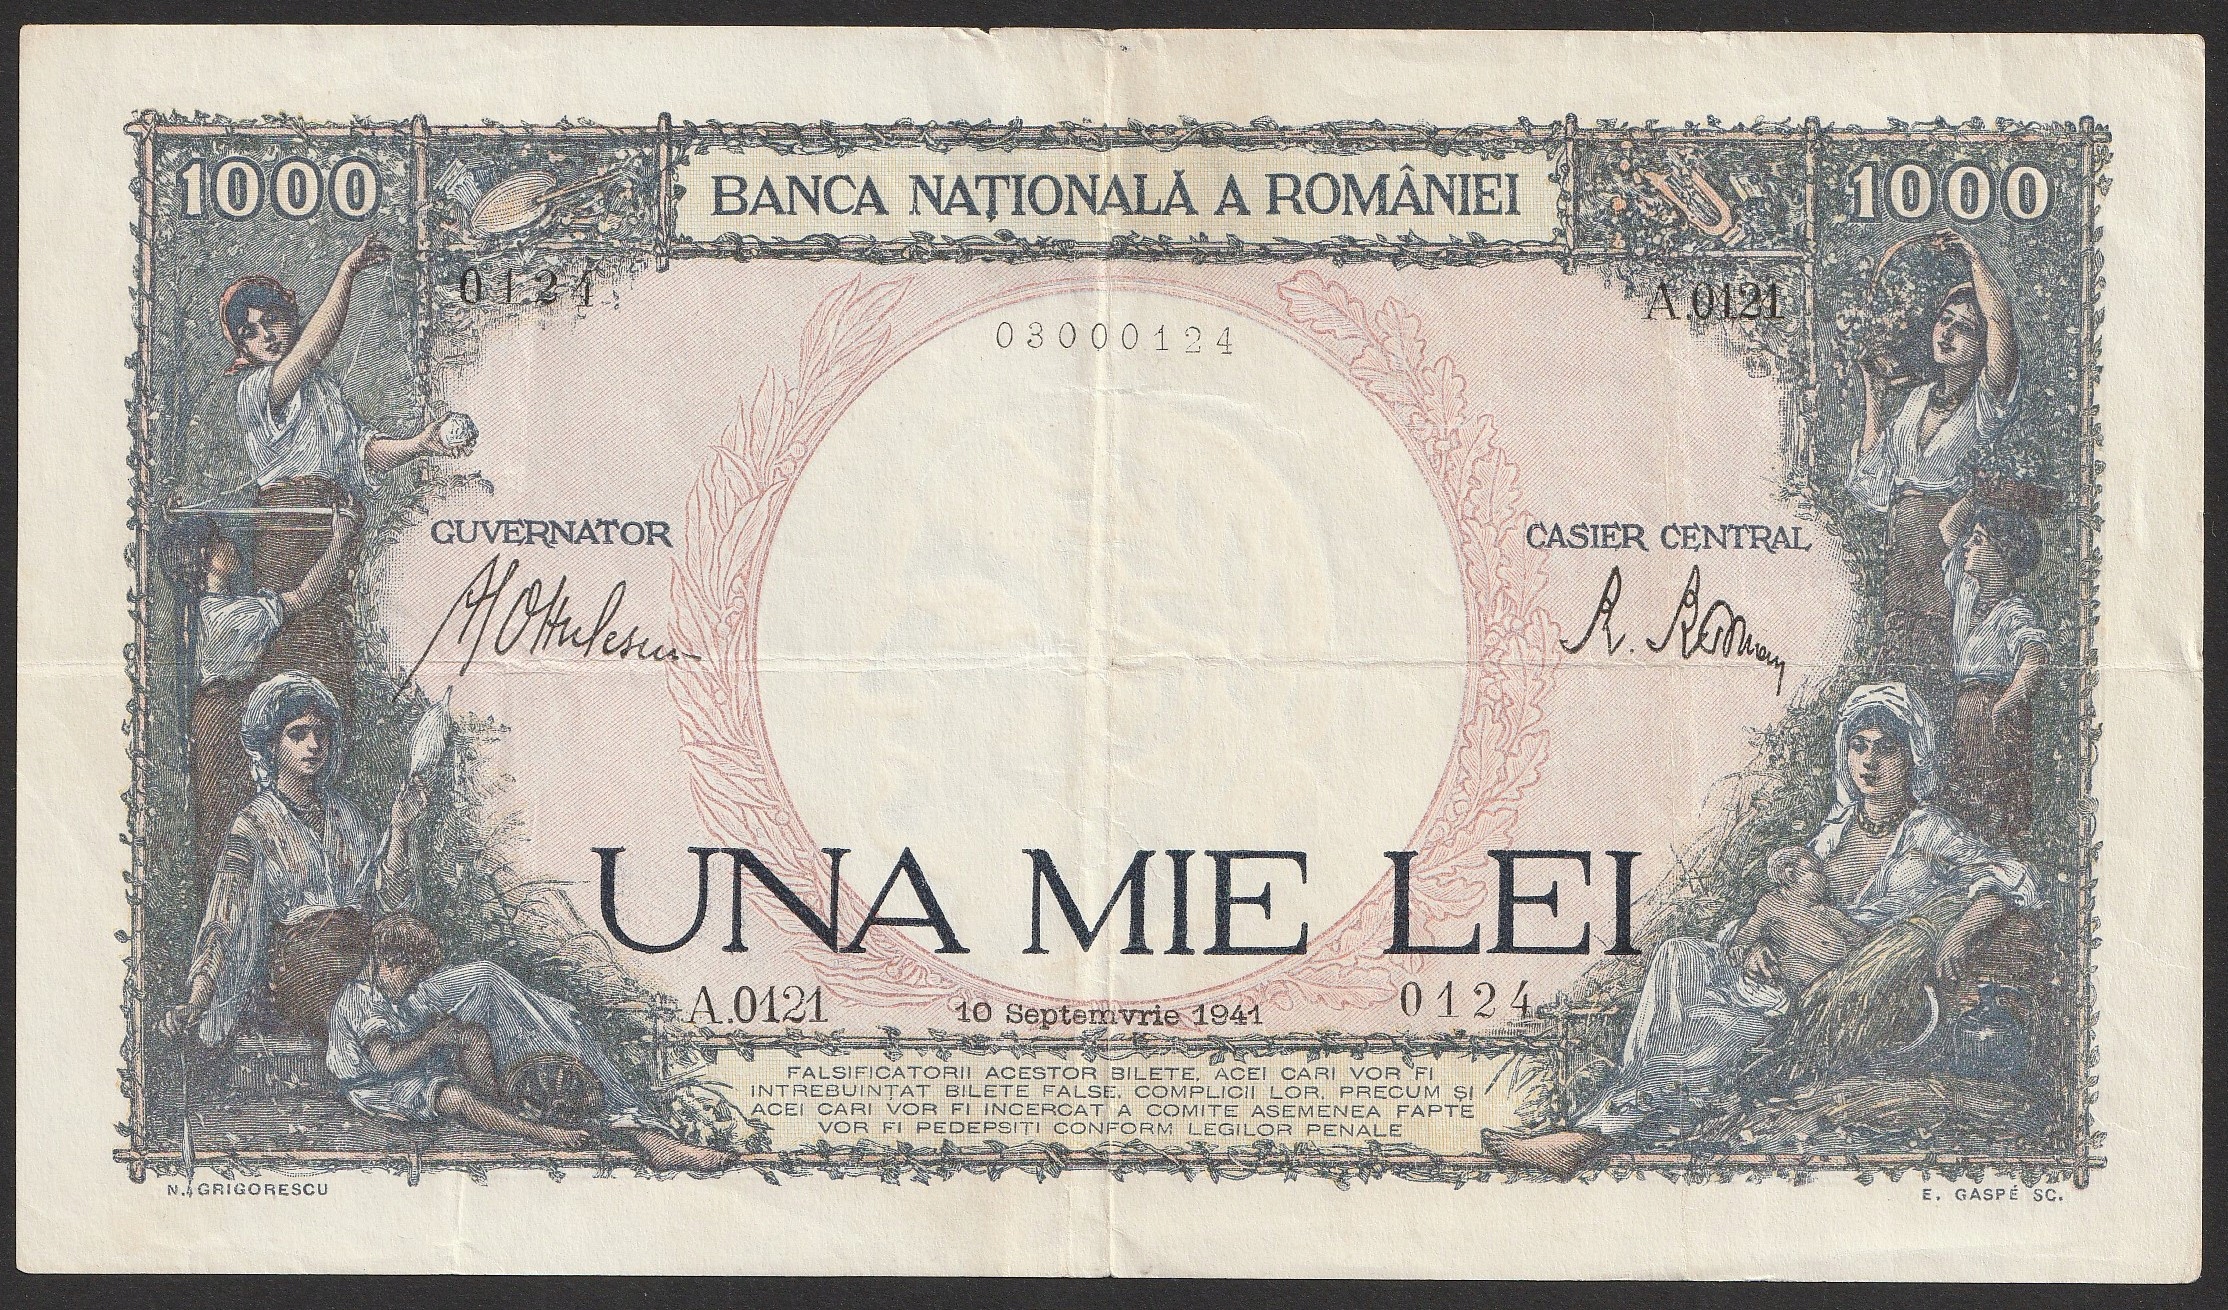 1000
BANCA NAȚIONALĂ A ROMÂNIEI
1000
0124
A.0121
03000124
GUVERNATOR
CASIER CENTRAL
UNA MIE LEI
A.0121
10 Septemvrie 1941
0124
FALSIFICATORII ACESTOR BILETE, ACEI CARI VOR FI
INTREBUINTAT BILETE FALSE, COMPLICII LOR, PRECUM ȘI
ACEI CARI VOR FI INCERCAT A COMITE ASEMENEA FAPTE
VOR FI PEDEPSITI CONFORM LEGILOR PENALE
N. GRIGORESCU
E. GASPÉ SC.